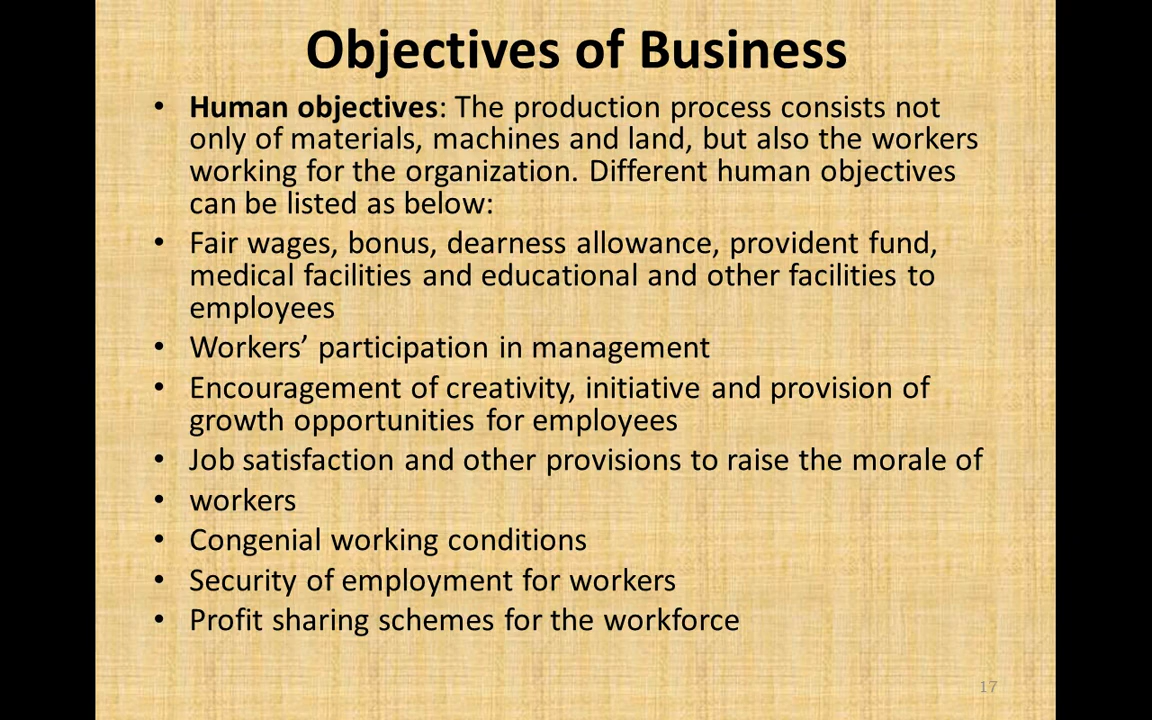 Objectives of Business
• Human objectives: The production process consists not
only of materials, machines and land, but also the workers
working for the organization. Different human objectives
can be listed as below:
• Fair wages, bonus, dearness allowance, provident fund,
medical facilities and educational and other facilities to
employees
• Workers’ participation in management
• Encouragement of creativity, initiative and provision of
growth opportunities for employees
• Job satisfaction and other provisions to raise the morale of
• workers
• Congenial working conditions
• Security of employment for workers
• Profit sharing schemes for the workforce
17